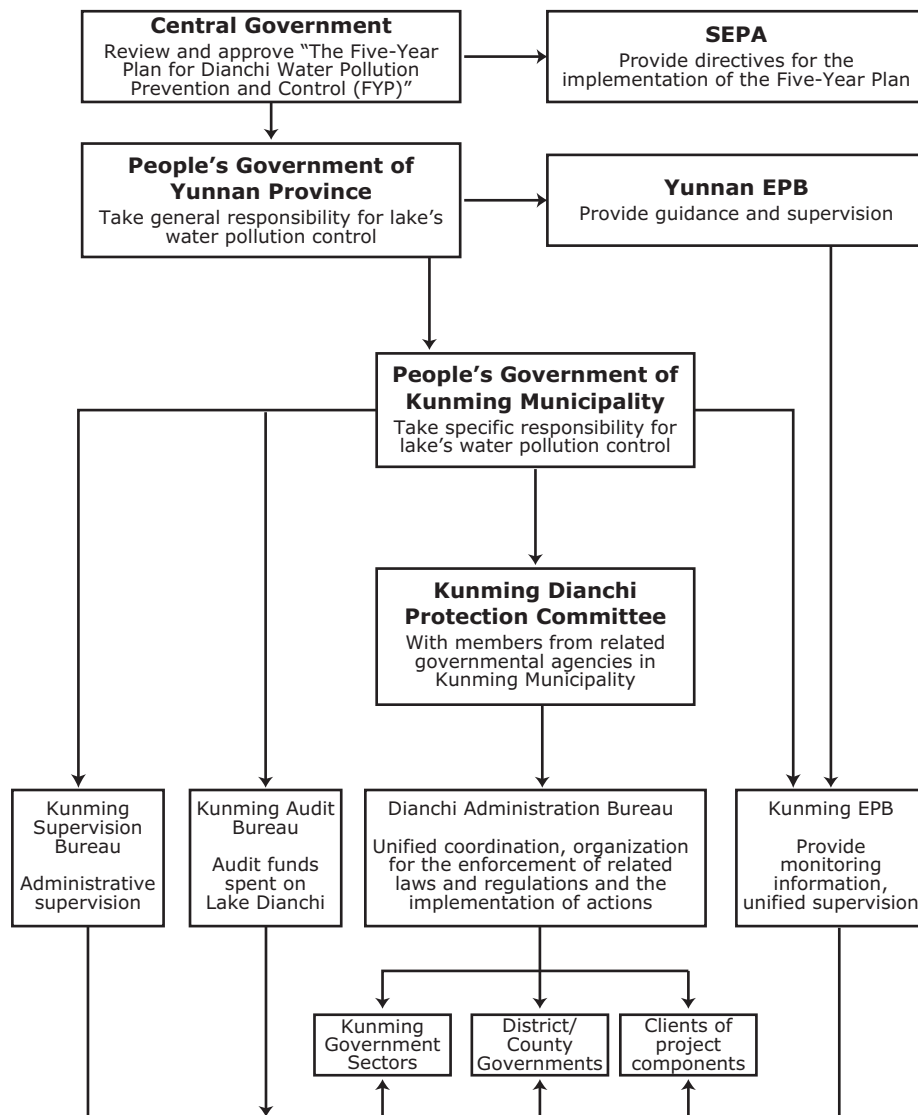 Central Government
Review and approve “The Five-Year
Plan for Dianchi Water Pollution
Prevention and Control (FYP)”
SEPA
Provide directives for the
implementation of the Five-Year Plan
People’s Government of
Yunnan Province
Take general responsibility for lake’s
water pollution control
Yunnan EPB
Provide guidance and supervision
People’s Government of
Kunming Municipality
Take specific responsibility for
lake’s water pollution control
Kunming Dianchi
Protection Committee
With members from related
governmental agencies in
Kunming Municipality
Kunming
Supervision
Bureau
Administrative
supervision
Kunming Audit
Bureau
Audit funds
spent on
Lake Dianchi
Dianchi Administration Bureau
Unified coordination, organization
for the enforcement of related
laws and regulations and the
implementation of actions
Kunming EPB
Provide
monitoring
information,
unified supervision
Kunming
Government
Sectors
District/
County
Governments
Clients of
project
components